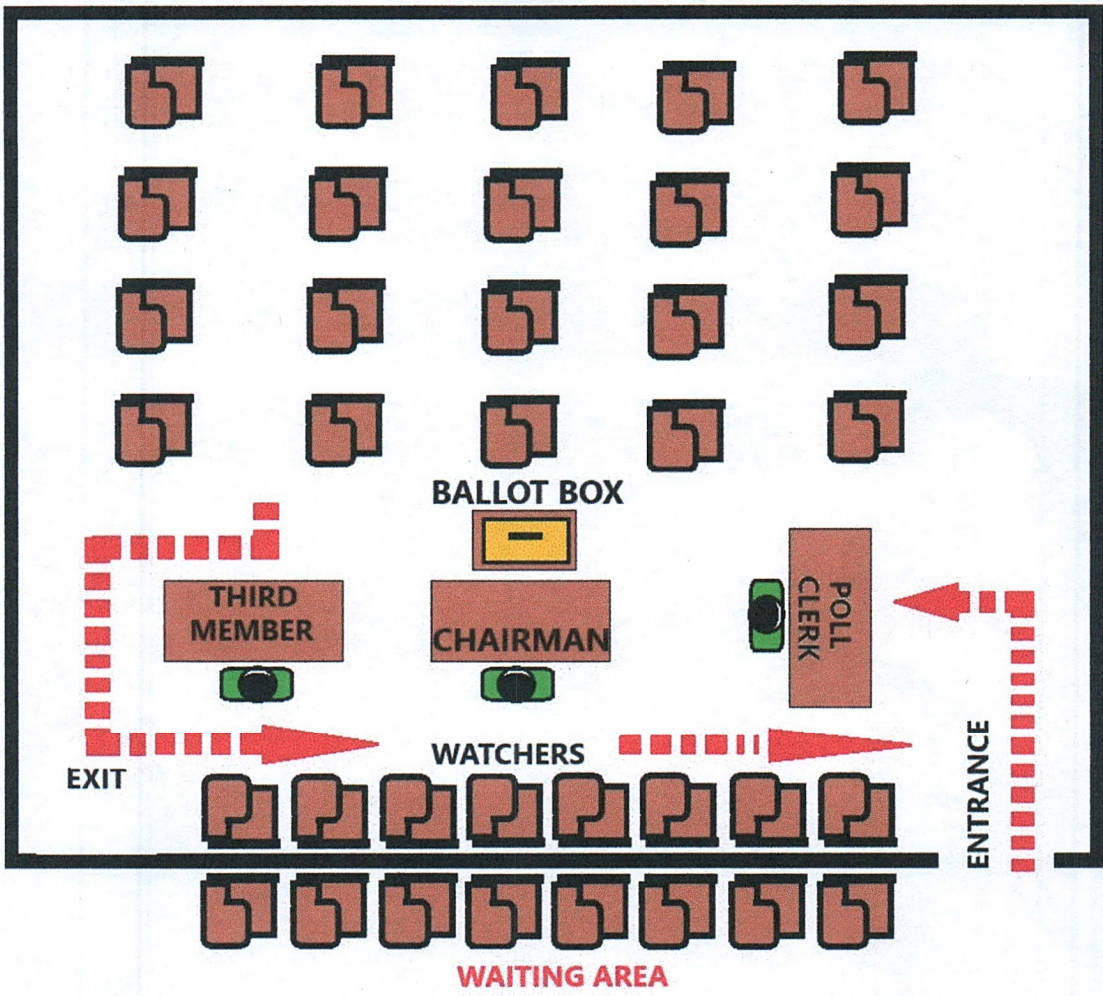 BALLOT BOX
THIRD
MEMBER
CHAIRMAN
POLL
CLERK
WATCHERS
EXIT
ENTRANCE
WAITING AREA